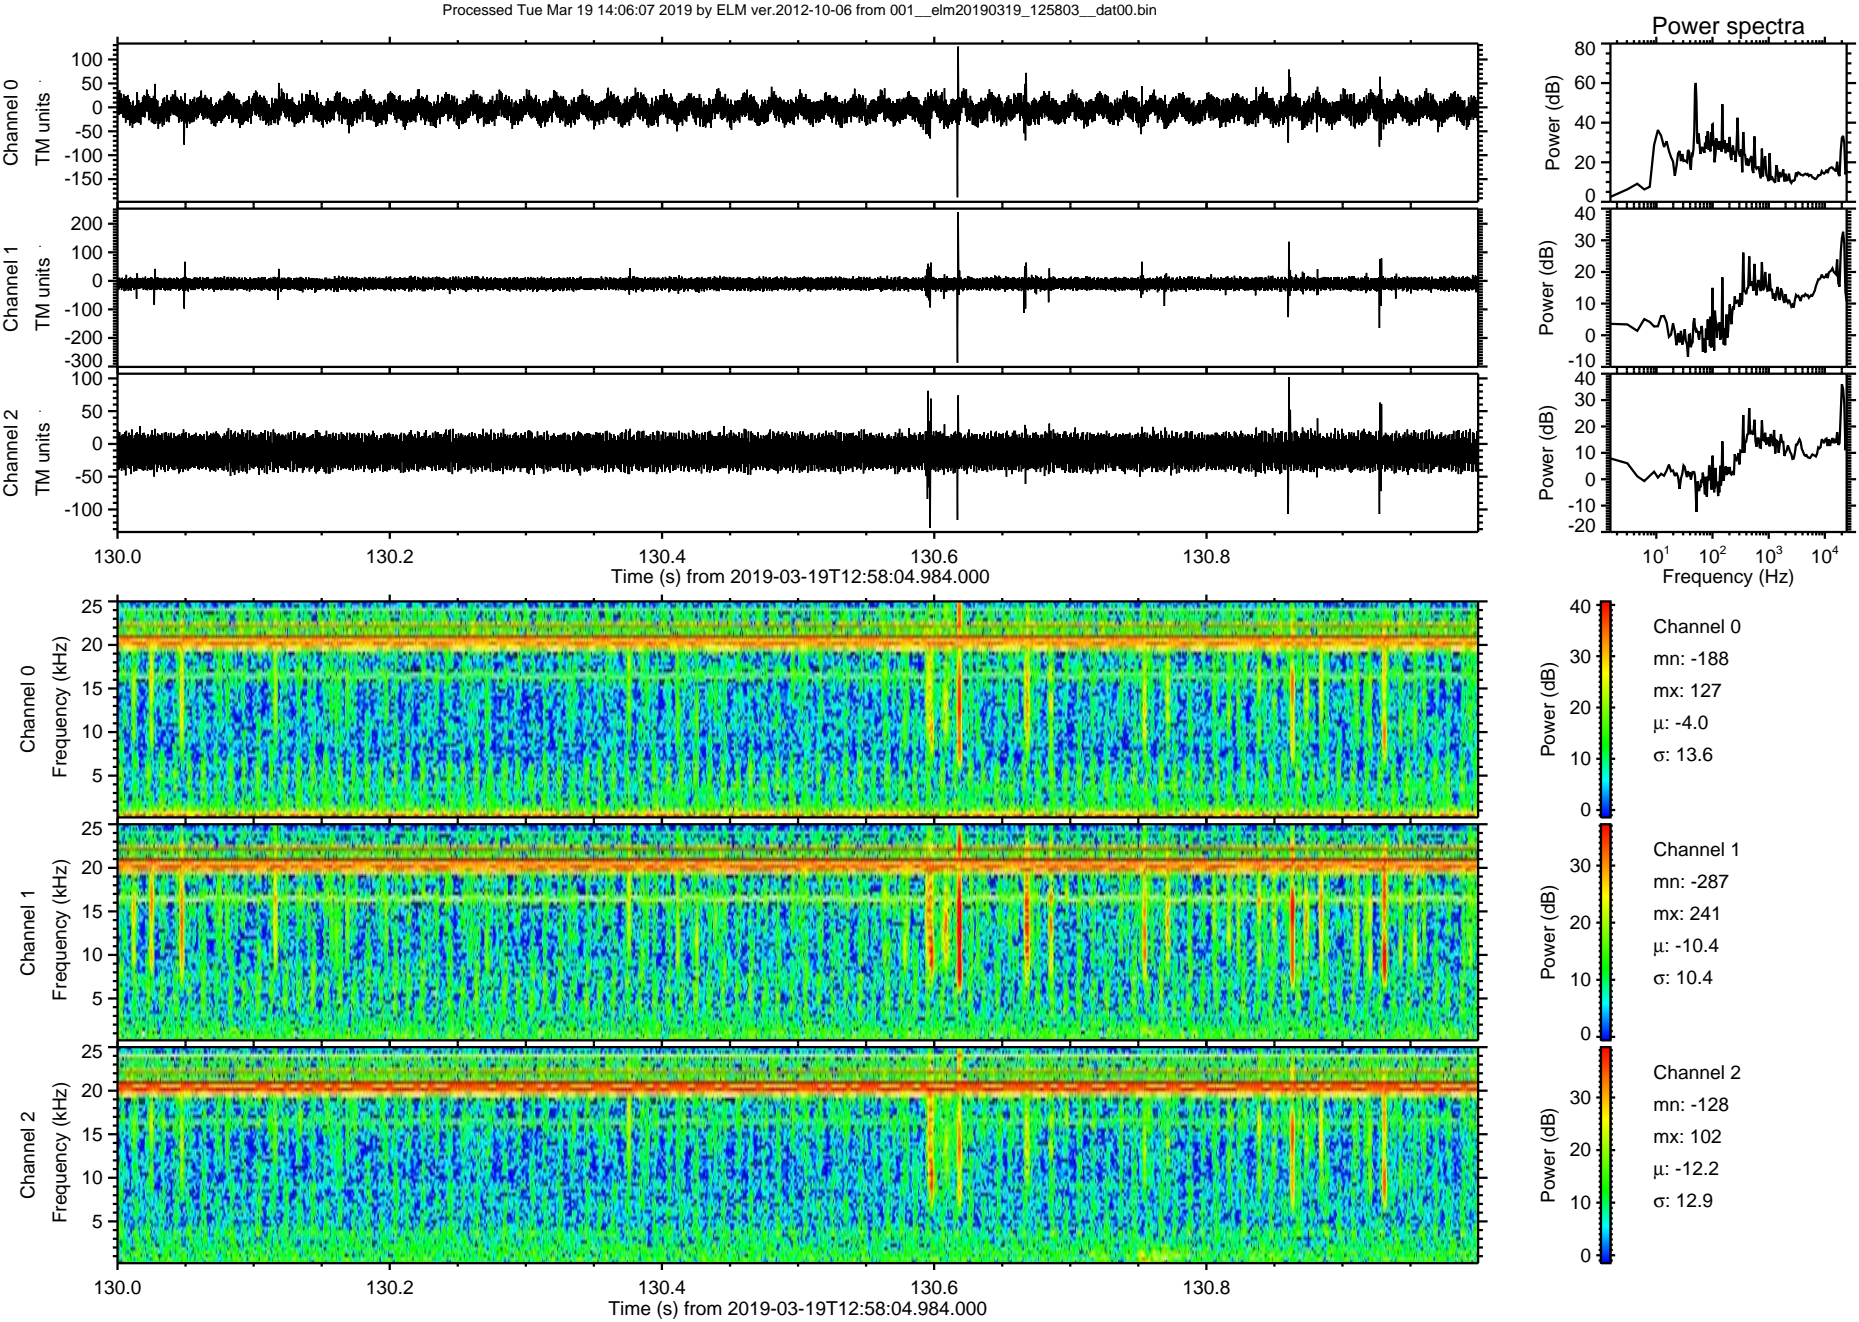 Processed Tue Mar 19 14:06:07 2019 by ELM ver.2012-10-06 from 001__elm20190319_125803__dat00.bin
Power spectra
Channel 0
TM units
100
50
0
-50
-100
-150
Power (dB)
80
60
40
20
0
Channel 1
TM units
200
100
0
-100
-200
-300
Power (dB)
40
30
20
10
0
-10
Channel 2
TM units
100
50
0
-50
-100
Power (dB)
40
30
20
10
0
-10
-20
130.0 130.2 130.4 130.6 130.8
Time (s) from 2019-03-19T12:58:04.984.000
10¹ 10² 10³ 10⁴
Frequency (Hz)
Channel 0
Frequency (kHz)
25
20
15
10
5
Power (dB)
40
30
20
10
0
Channel 0
mn: -188
mx: 127
μ: -4.0
σ: 13.6
Channel 1
Frequency (kHz)
25
20
15
10
5
Power (dB)
30
20
10
0
Channel 1
mn: -287
mx: 241
μ: -10.4
σ: 10.4
Channel 2
Frequency (kHz)
25
20
15
10
5
Power (dB)
30
20
10
0
Channel 2
mn: -128
mx: 102
μ: -12.2
σ: 12.9
130.0 130.2 130.4 130.6 130.8
Time (s) from 2019-03-19T12:58:04.984.000